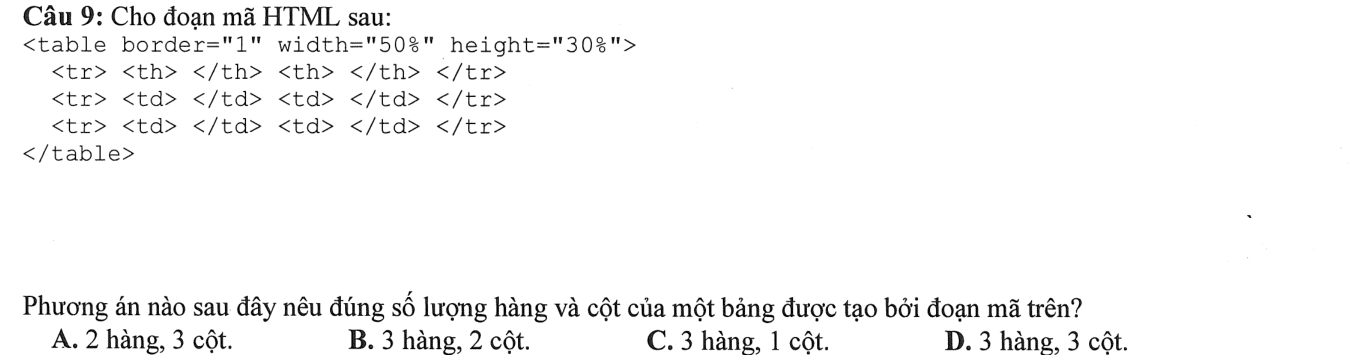 Câu 9: Cho đoạn mã HTML sau:
<table border="1" width="50%" height="30%">
<tr> <th> </th> <th> </th> </tr>
<tr> <td> </td> <td> </td> </tr>
<tr> <td> </td> <td> </td> </tr>
</table>
Phương án nào sau đây nêu đúng số lượng hàng và cột của một bảng được tạo bởi đoạn mã trên?
A. 2 hàng, 3 cột. B. 3 hàng, 2 cột. C. 3 hàng, 1 cột. D. 3 hàng, 3 cột.